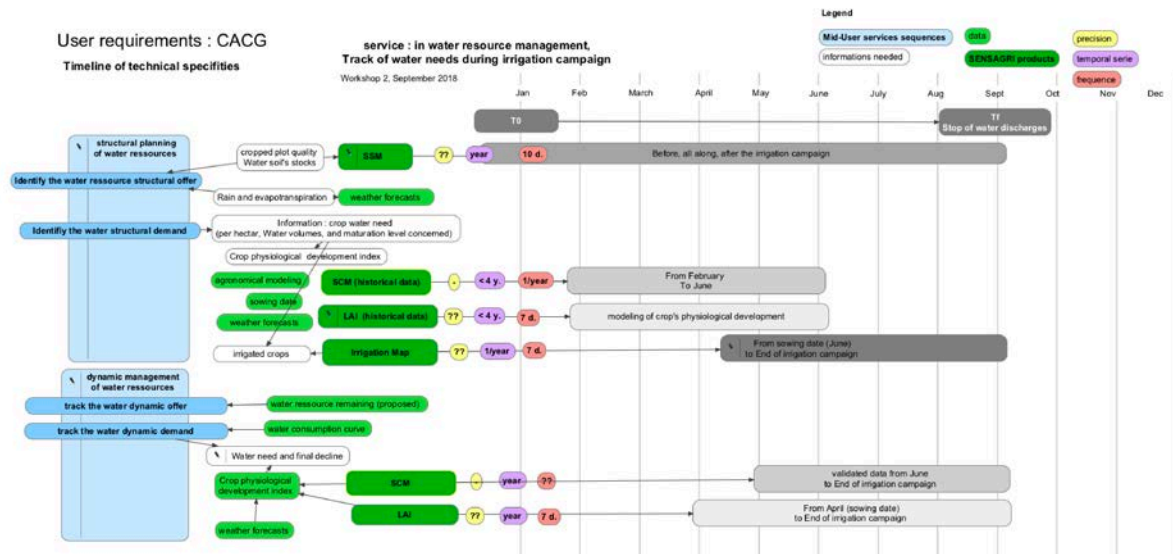 Legend
User requirements : CACG
Timeline of technical specifities
service : in water resource management,
Track of water needs during irrigation campaign
Workshop 2, September 2018
Mid-User services sequences
informations needed
data
SENSAGRI products
precision
temporal serie
frequence
Jan
Feb
March
April
May
June
July
Aug
Sept
Oct
Nov
Dec
T0
Tf
Stop of water discharges
structural planning
of water ressources
cropped plot quality
Water soil's stocks
SSM
??
year
10 d.
Before, all along, after the irrigation campaign
Identify the water ressource structural offer
Rain and evapotranspiration
weather forecasts
Identifiy the water structural demand
Information : crop water need
(per hectar, Water volumes, and maturation level concerned)
Crop physiological development index
agronomical modeling
SCM (historical data)
-
< 4 y.
1/year
From February
To June
sowing date
LAI (historical data)
??
< 4 y.
7 d.
modeling of crop's physiological development
weather forecasts
irrigated crops
Irrigation Map
??
1/year
7 d.
From sowing date (June)
to End of irrigation campaign
dynamic management
of water ressources
track the water dynamic offer
water ressource remaining (proposed)
track the water dynamic demand
water consumption curve
Water need and final decline
Crop physiological
development index
SCM
-
year
??
validated data from June
to End of irrigation campaign
LAI
??
year
7 d.
From April (sowing date)
to End of irrigation campaign
weather forecasts